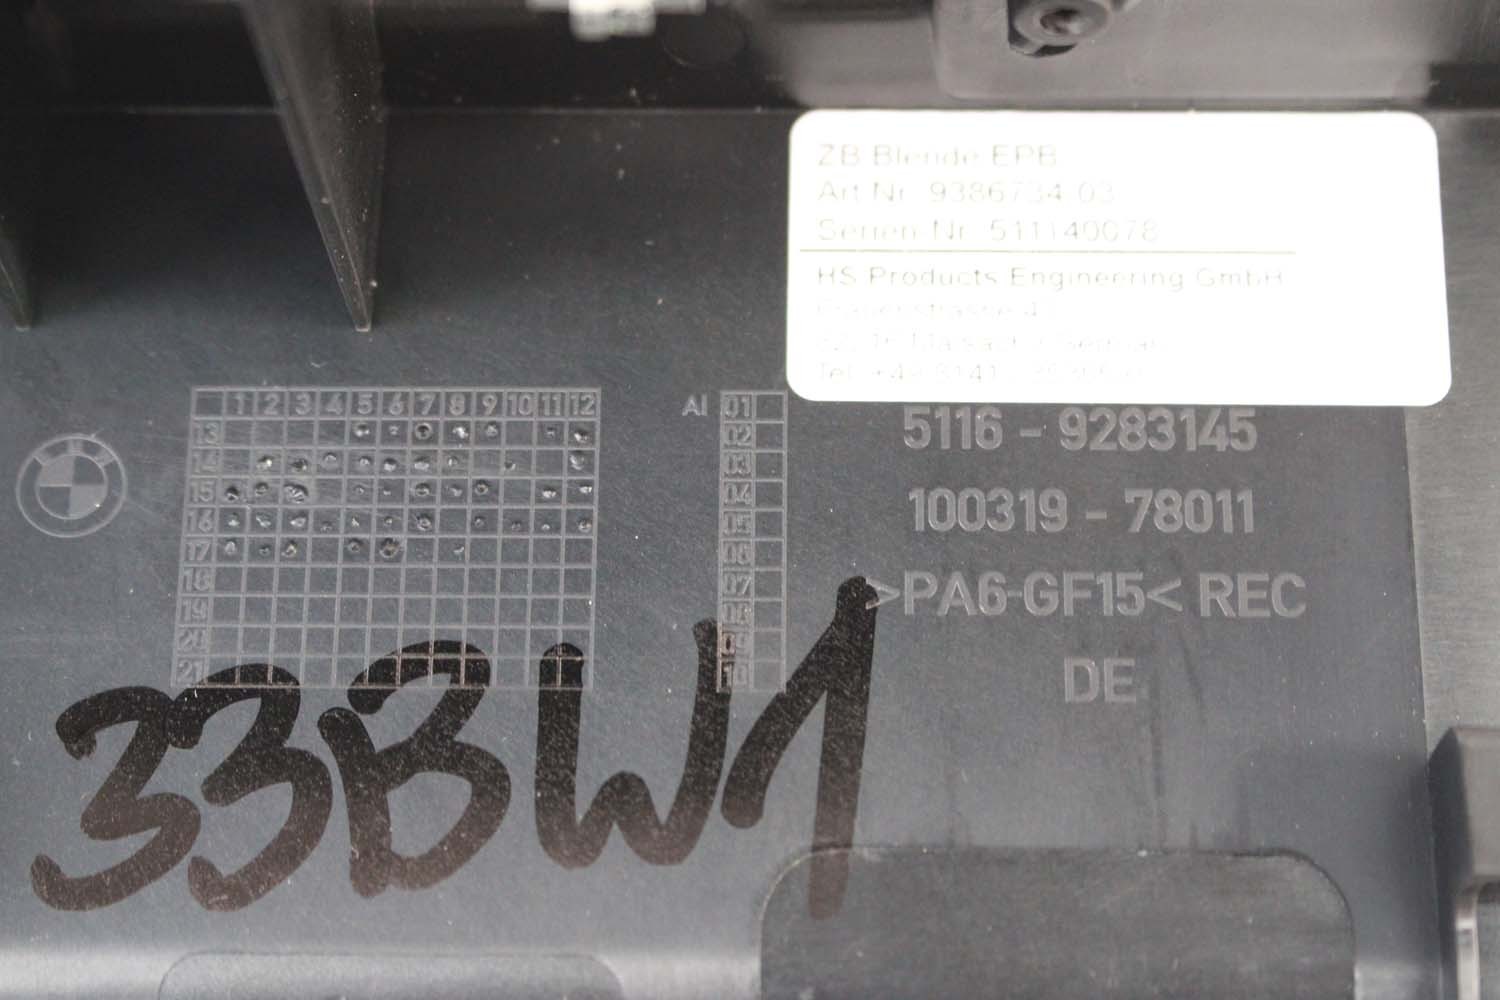 ZB Blende EPB
Art Nr. 9386734-03
Serien Nr. 511140078
HS Products Engineering GmbH
Tel.
1 2 3 4 5 6 7 8 9 10 11 12
13
14
15
16
17
18
19
20
21
AI 01
02
03
04
05
06
07
08
09
10
5116 - 9283145
100319 - 78011
>PA6-GF15< REC
DE
33BW1